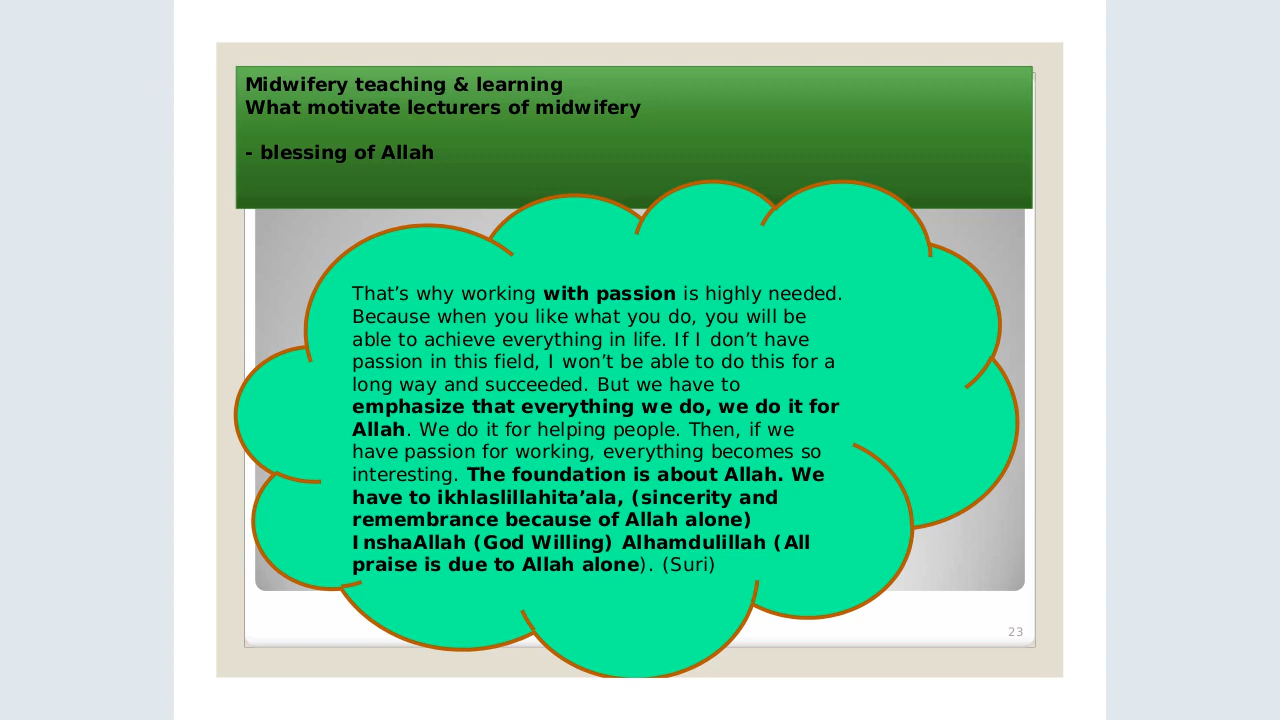 Midwifery teaching & learning
What motivate lecturers of midwifery
- blessing of Allah
That’s why working with passion is highly needed.
Because when you like what you do, you will be
able to achieve everything in life. If I don’t have
passion in this field, I won’t be able to do this for a
long way and succeeded. But we have to
emphasize that everything we do, we do it for
Allah. We do it for helping people. Then, if we
have passion for working, everything becomes so
interesting. The foundation is about Allah. We
have to ikhlaslillahita’ala, (sincerity and
remembrance because of Allah alone)
InshaAllah (God Willing) Alhamdulillah (All
praise is due to Allah alone). (Suri)
23